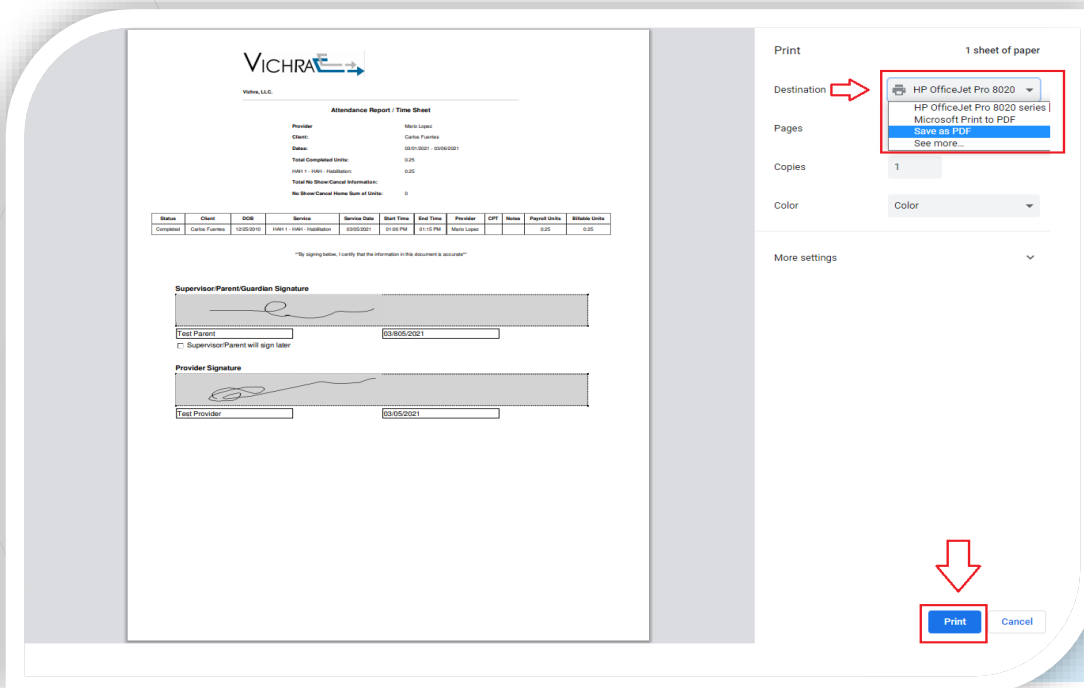 VICHRA
Vichra, LLC.
Attendance Report / Time Sheet
Provider Mario Lopez
Client: Carlos Fuentes
Dates: 03/01/2021 - 03/06/2021
Total Completed Units: 0.25
HAH 1 - HAH - Habilitation: 0.25
Total No Show/Cancel Information:
No Show/Cancel Home Sum of Units: 0
Status Client DOB Service Service Date Start Time End Time Provider CPT Notes Payroll Units Billable Units
Completed Carlos Fuentes 12/25/2010 HAH 1 - HAH - Habilitation 03/05/2021 01:00 PM 01:15 PM Mario Lopez 0.25 0.25
"*By signing below, I certify that the information in this document is accurate*"
Supervisor/Parent/Guardian Signature
Test Parent 03/805/2021
Supervisor/Parent will sign later
Provider Signature
Test Provider 03/05/2021
Print 1 sheet of paper
Destination HP OfficeJet Pro 8020
HP OfficeJet Pro 8020 series
Microsoft Print to PDF
Save as PDF
See more...
Pages
Copies 1
Color Color
More settings
Print Cancel